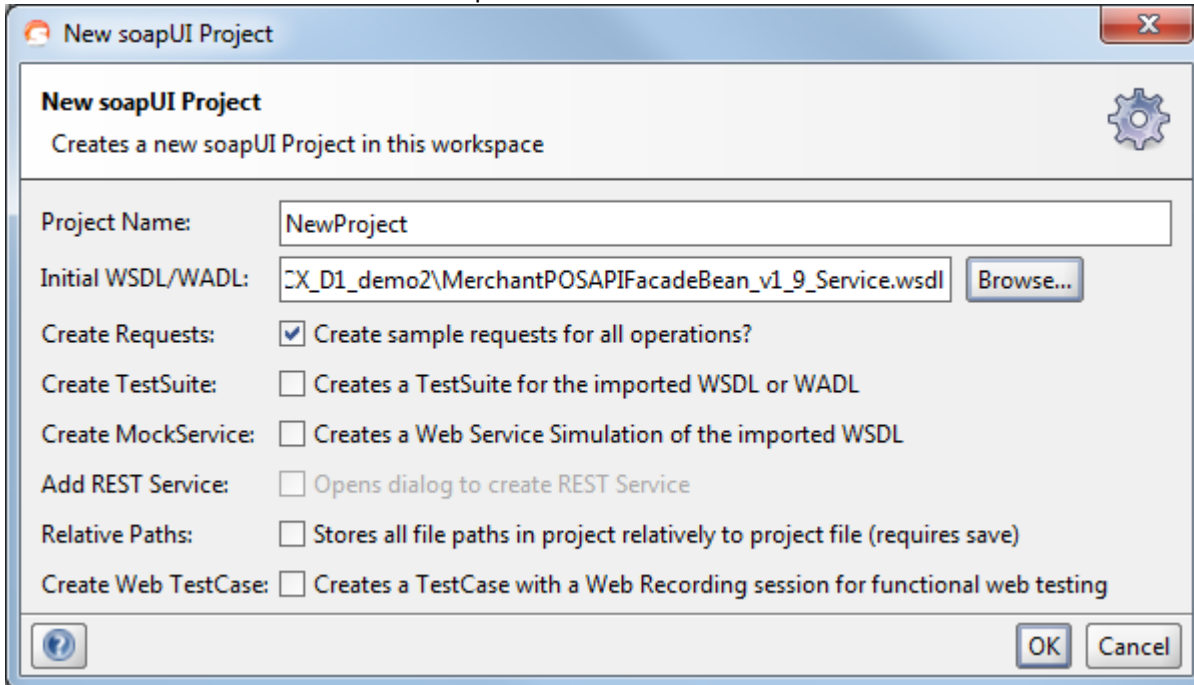 New soapUI Project
New soapUI Project
Creates a new soapUI Project in this workspace
Project Name: NewProject
Initial WSDL/WADL: CX_D1_demo2\MerchantPOSAPIFacadeBean_v1_9_Service.wsdl Browse...
Create Requests: Create sample requests for all operations?
Create TestSuite: Creates a TestSuite for the imported WSDL or WADL
Create MockService: Creates a Web Service Simulation of the imported WSDL
Add REST Service: Opens dialog to create REST Service
Relative Paths: Stores all file paths in project relatively to project file (requires save)
Create Web TestCase: Creates a TestCase with a Web Recording session for functional web testing
OK Cancel